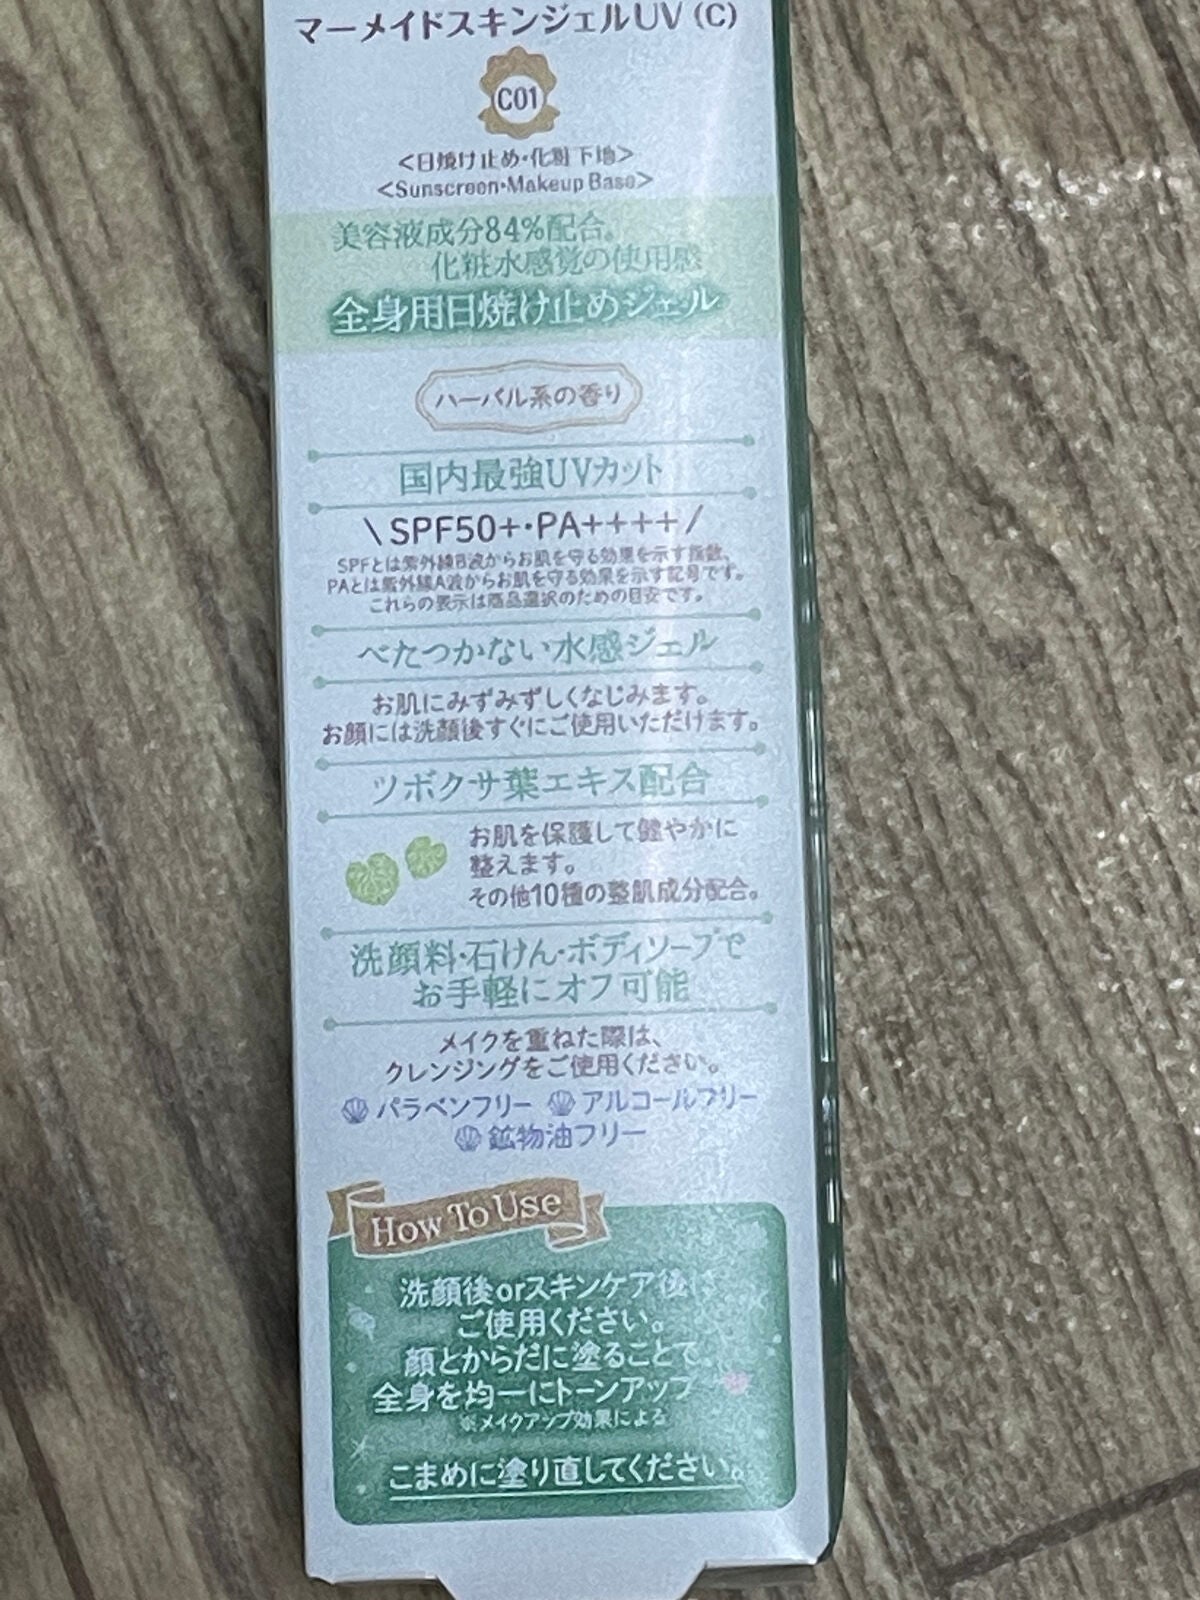 マーメイドスキンジェルUV (C)
C01
<日焼け止め・化粧下地>
<Sunscreen・Makeup Base>
美容液成分84%配合。
化粧水感覚の使用感
全身用日焼け止めジェル
ハーバル系の香り
国内最強UVカット
\ SPF50+・PA++++ /
SPFとは紫外線B波からお肌を守る効果を示す指数、
PAとは紫外線A波からお肌を守る効果を示す記号です。
これらの表示は商品選択のための目安です。
べたつかない水感ジェル
お肌にみずみずしくなじみます。
お顔には洗顔後すぐにご使用いただけます。
ツボクサ葉エキス配合
お肌を保護して健やかに
整えます。
その他10種の整肌成分配合。
洗顔料・石けん・ボディソープで
お手軽にオフ可能
メイクを重ねた際は、
クレンジングをご使用ください。
パラベンフリー アルコールフリー
鉱物油フリー
How To Use
洗顔後orスキンケア後に
ご使用ください。
顔とからだに塗ることで、
全身を均一にトーンアップ
※メイクアップ効果による
こまめに塗り直してください。